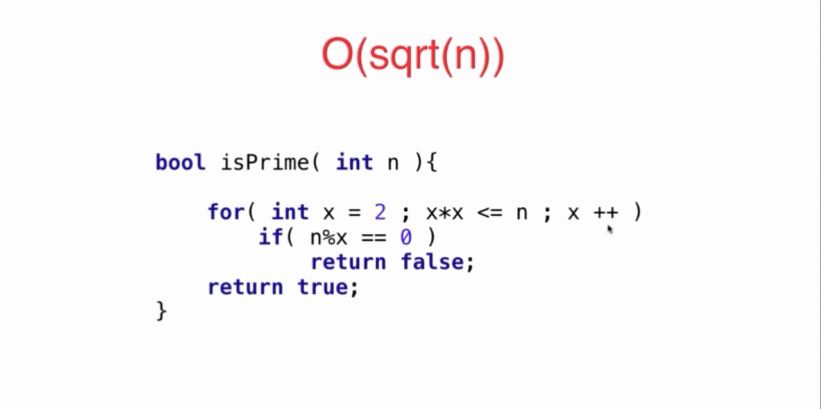 O(sqrt(n))
bool isPrime( int n ){
for( int x = 2 ; x*x <= n ; x ++ )
if( n%x == 0 )
return false;
return true;
}